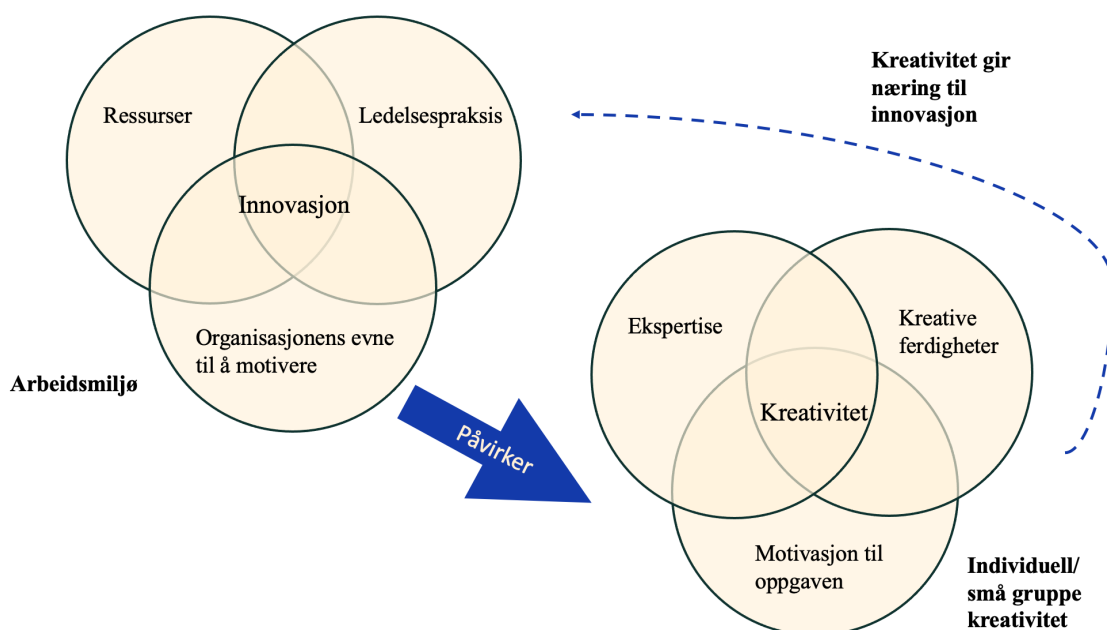 Ressurser
Ledelsespraksis
Innovasjon
Organisasjonens evne
til å motivere
Arbeidsmiljø
Påvirker
Kreativitet gir
næring til
innovasjon
Ekspertise
Kreative
ferdigheter
Kreativitet
Motivasjon til
oppgaven
Individuell/
små gruppe
kreativitet